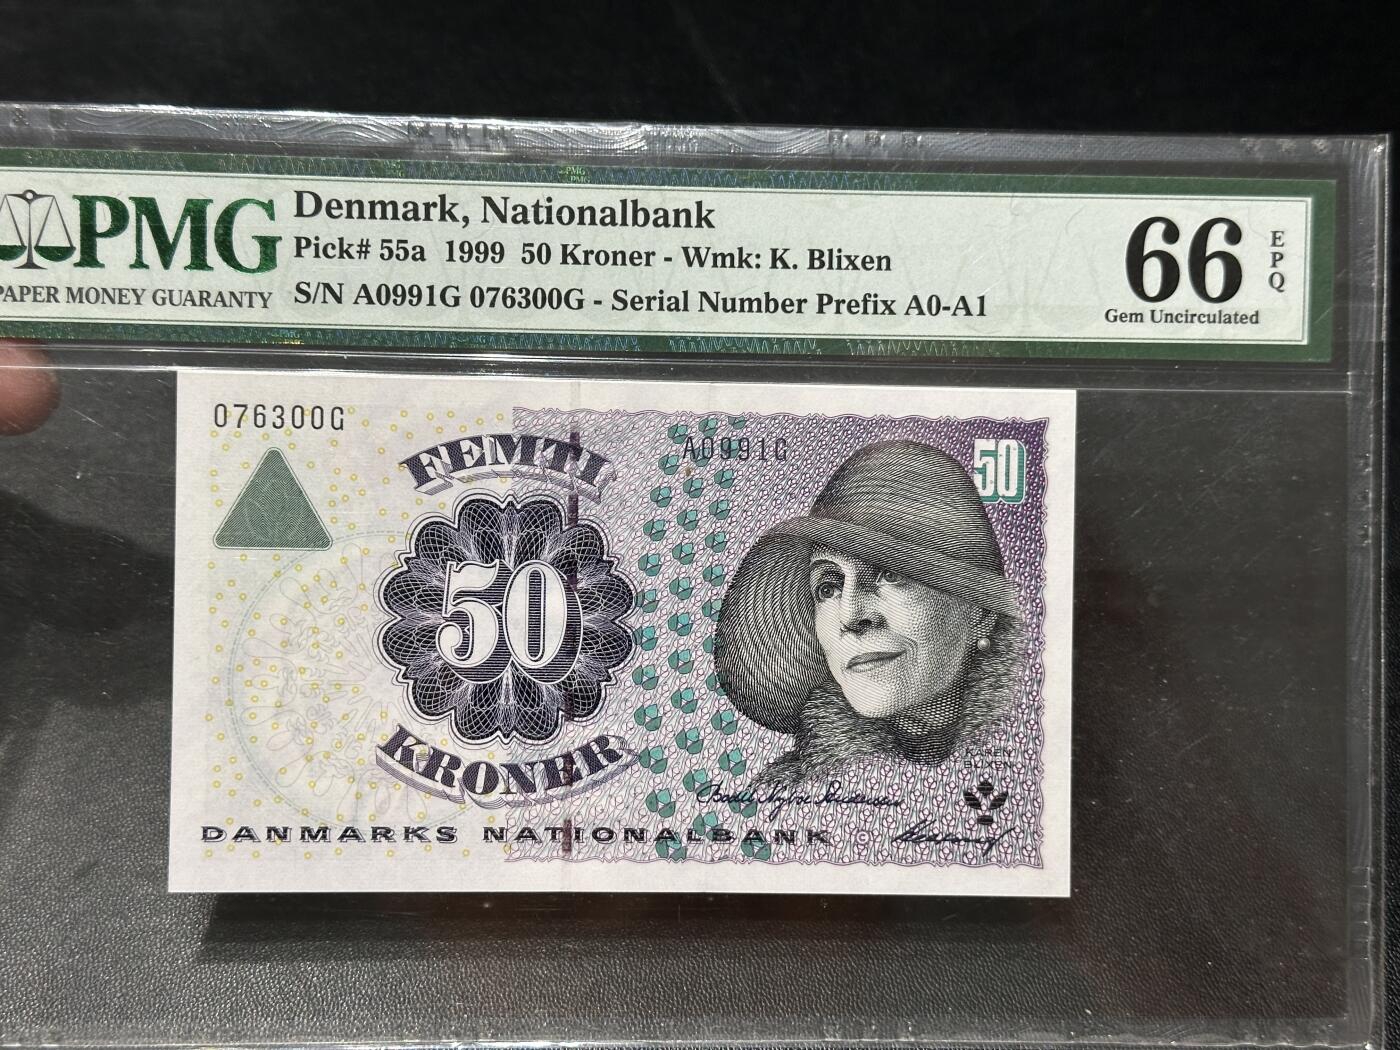 PMG
PAPER MONEY GUARANTY
Denmark, Nationalbank
Pick# 55a 1999 50 Kroner - Wmk: K. Blixen
S/N A0991G 076300G - Serial Number Prefix A0-A1
66
EPQ
Gem Uncirculated
076300G
FEMTI
A0991G
50
50
KRONER
KAREN
BLIXEN
DANMARKS NATIONALBANK ©